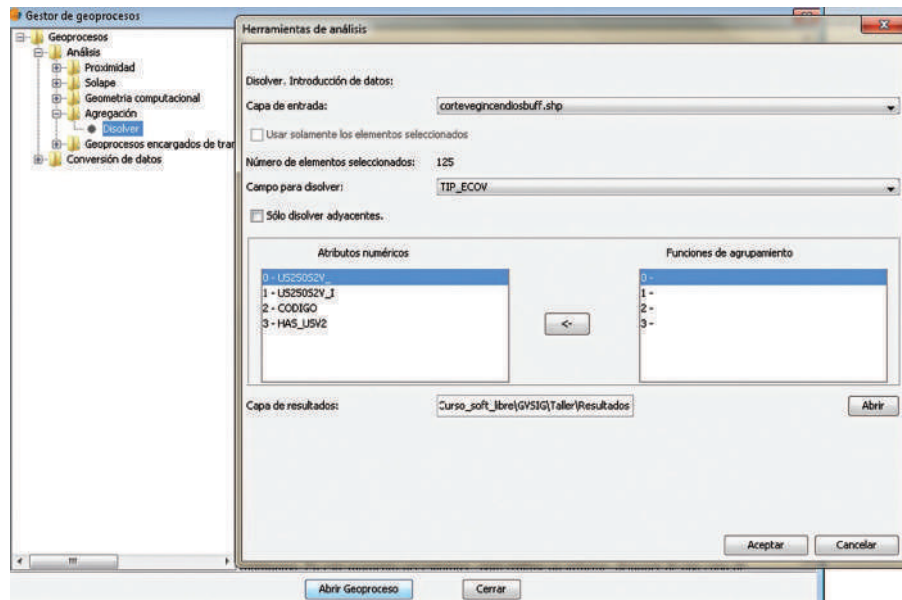 Gestor de geoprocesos
Geoprocesos
Análisis
Proximidad
Solape
Geometria computacional
Agregación
Disolver
Geoprocesos encargados de tran
Conversión de datos
Herramientas de análisis
Disolver. Introducción de datos:
Capa de entrada: cortevegincendiosbuff.shp
Usar solamente los elementos seleccionados
Número de elementos seleccionados: 125
Campo para disolver: TIP_ECOV
Sólo disolver adyacentes.
Atributos numéricos Funciones de agrupamiento
0 - US250S2V_ 0 -
1 - US250S2V_I 1 -
2 - CODIGO 2 -
3 - HAS_USV2 3 -
<-
Capa de resultados: Curso_soft_libre\GVSIG\Taller\Resultados Abrir
Aceptar Cancelar
Abrir Geoproceso Cerrar